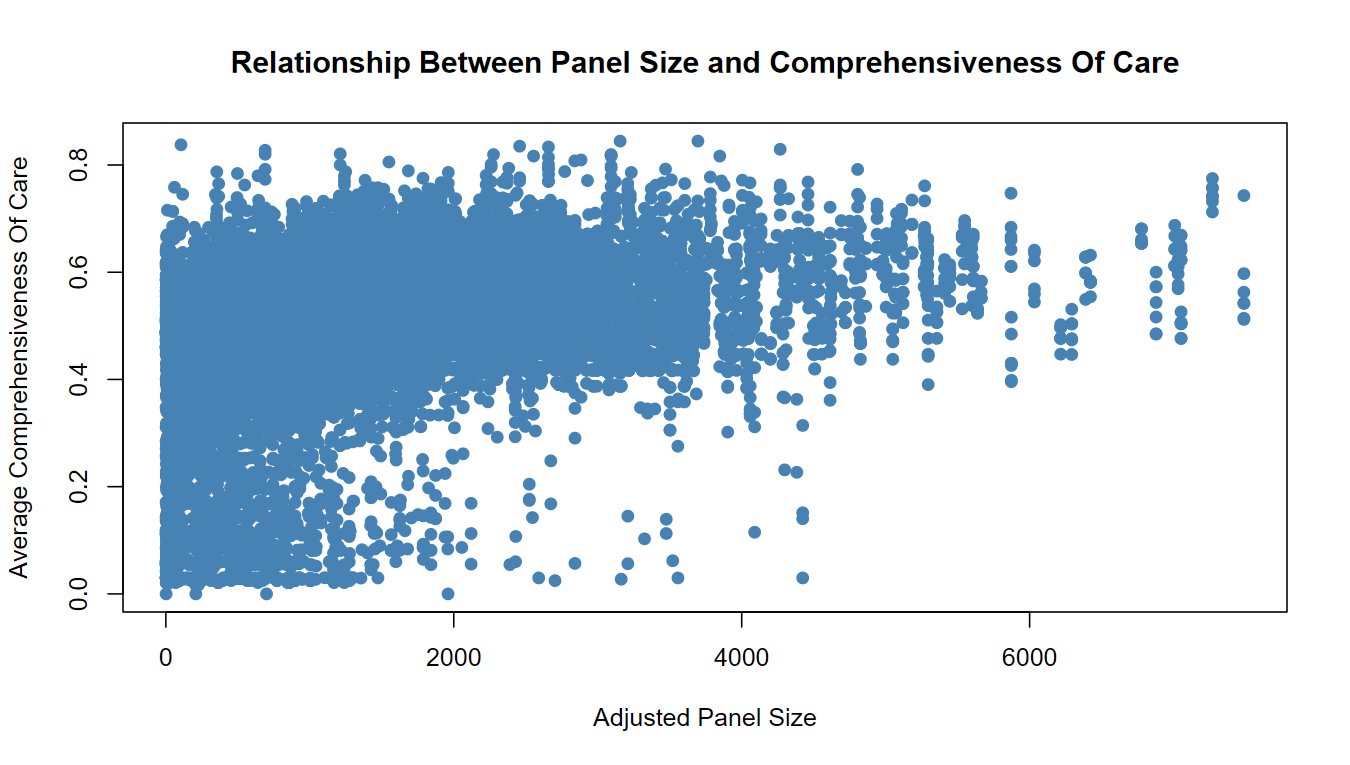 Relationship Between Panel Size and Comprehensiveness Of Care
Average Comprehensiveness Of Care
0.8
0.6
0.4
0.2
0.0
0 2000 4000 6000
Adjusted Panel Size